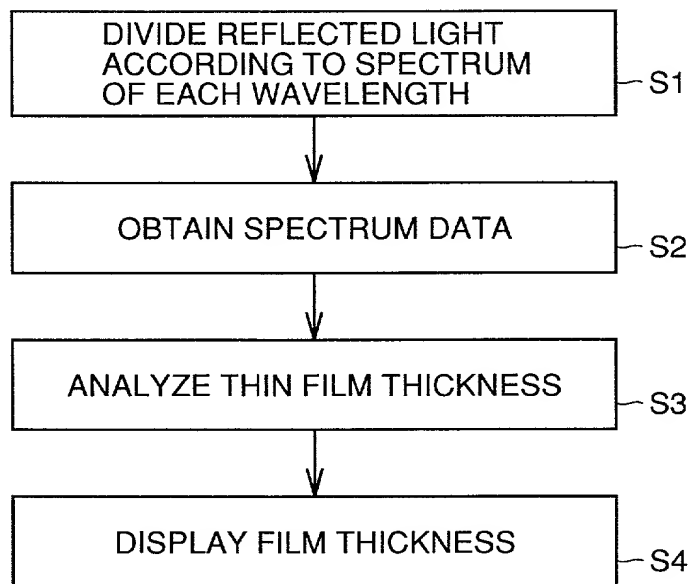 DIVIDE REFLECTED LIGHT
ACCORDING TO SPECTRUM
OF EACH WAVELENGTH
S1
OBTAIN SPECTRUM DATA
S2
ANALYZE THIN FILM THICKNESS
S3
DISPLAY FILM THICKNESS
S4